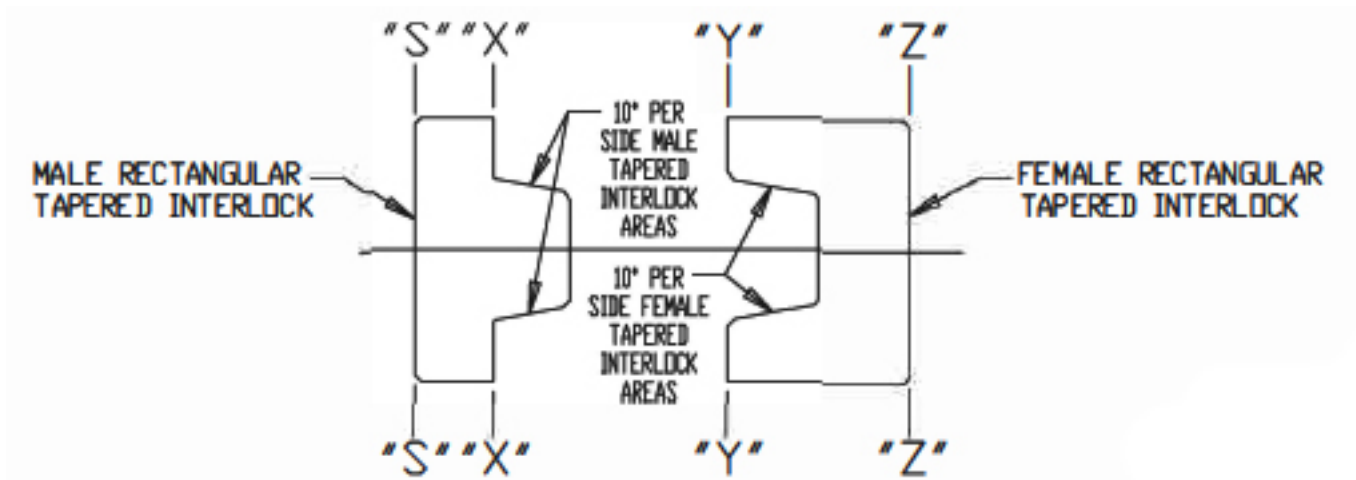 "S" "X" "Y" "Z"
10° PER
SIDE MALE
TAPERED
INTERLOCK
AREAS
MALE RECTANGULAR
TAPERED INTERLOCK
FEMALE RECTANGULAR
TAPERED INTERLOCK
10° PER
SIDE FEMALE
TAPERED
INTERLOCK
AREAS
"S" "X" "Y" "Z"